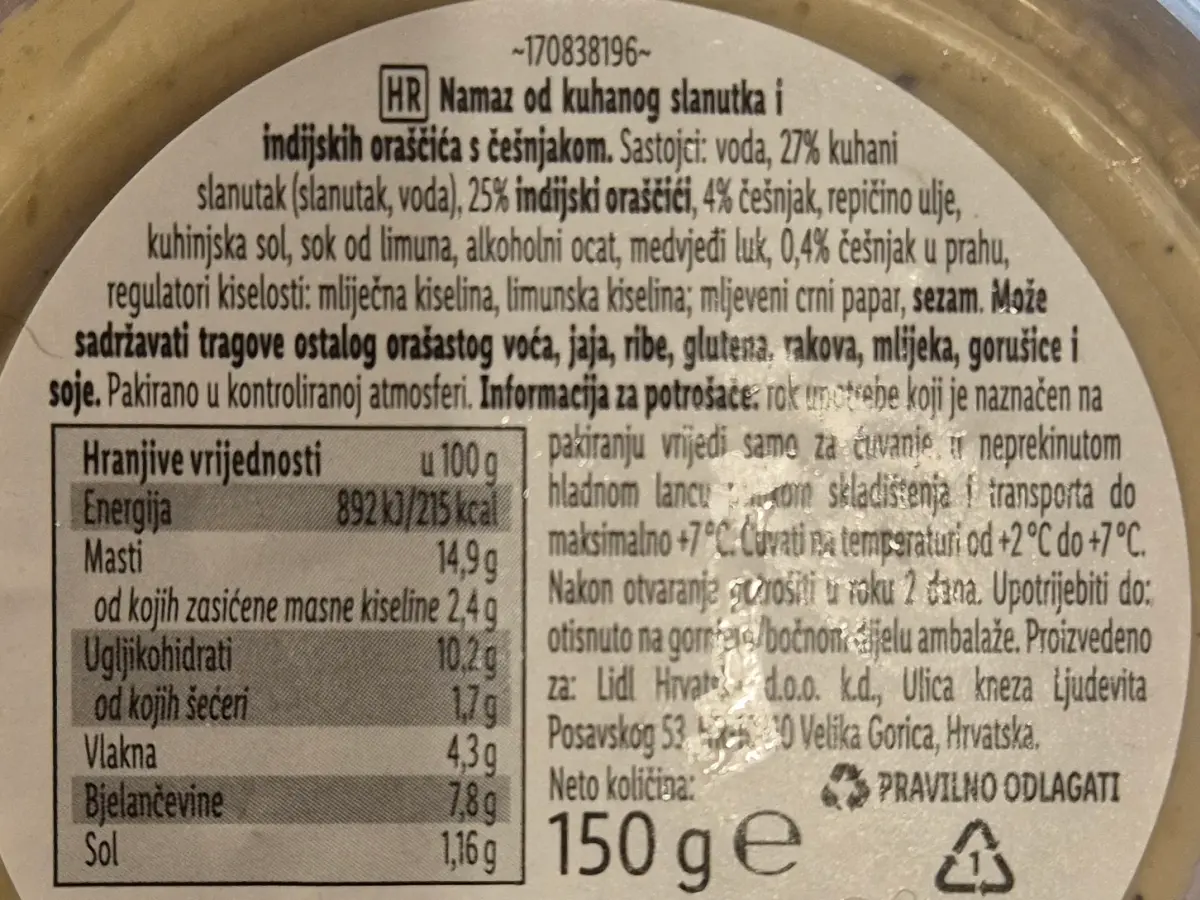 ~170838196~
HR Namaz od kuhanog slanutka i
indijskih oraščića s češnjakom. Sastojci: voda, 27% kuhani
slanutak (slanutak, voda), 25% indijski oraščići, 4% češnjak, repičino ulje,
kuhinjska sol, sok od limuna, alkoholni ocat, medvjeđi luk, 0,4% češnjak u prahu,
regulatori kiselosti: mliječna kiselina, limunska kiselina; mljeveni crni papar, sezam. Može
sadržavati tragove ostalog orašastog voća, jaja, ribe, glutena, rakova, mlijeka, gorušice i
soje. Pakirano u kontroliranoj atmosferi. Informacija za potrošače: rok upotrebe koji je naznačen na
pakiranju vrijedi samo za čuvanje u neprekinutom
hladnom lancu skladištenja i transporta do
maksimalno +7°C. Čuvati na temperaturi od +2°C do +7°C.
Nakon otvaranja potrošiti u roku 2 dana. Upotrijebiti do:
otisnuto na /bočnom dijelu ambalaže. Proizvedeno
za: Lidl Hrvatska d.o.o. k.d., Ulica kneza Ljudevita
Posavskog 53, Velika Gorica, Hrvatska.
Neto količina:
150 g e
PRAVILNO ODLAGATI
1
Hranjive vrijednosti u 100 g
Energija 892 kJ/215 kcal
Masti 14,9 g
od kojih zasićene masne kiseline 2,4 g
Ugljikohidrati 10,2 g
od kojih šećeri 1,7 g
Vlakna 4,3 g
Bjelančevine 7,8 g
Sol 1,16 g